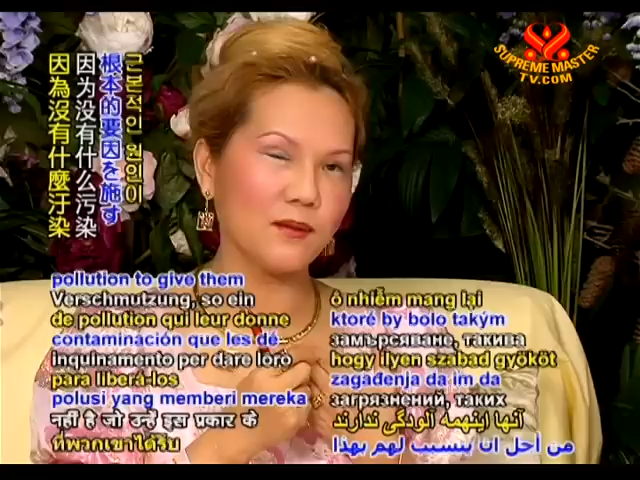 SUPREME MASTER
TV.COM
근본적인 원인이
根本的要因を施す
因为没有什么污染
因為沒有什麼汙染
pollution to give them
Verschmutzung, so ein
de pollution qui leur donne
contaminación que les dé
inquinamento per dare loro
para liberá-los
polusi yang memberi mereka
नहीं है जो उन्हें इस प्रकार के
ที่พวกเขาได้รับ
ô nhiễm mang lại
ktoré by bolo takým
замърсяване, такива
hogy ilyen szabad gyököt
zagađenja da im da
загрязнений, таких
آنها اینهمه آلودگی ندارند
من أجل ان يتسبب لهم بهذا